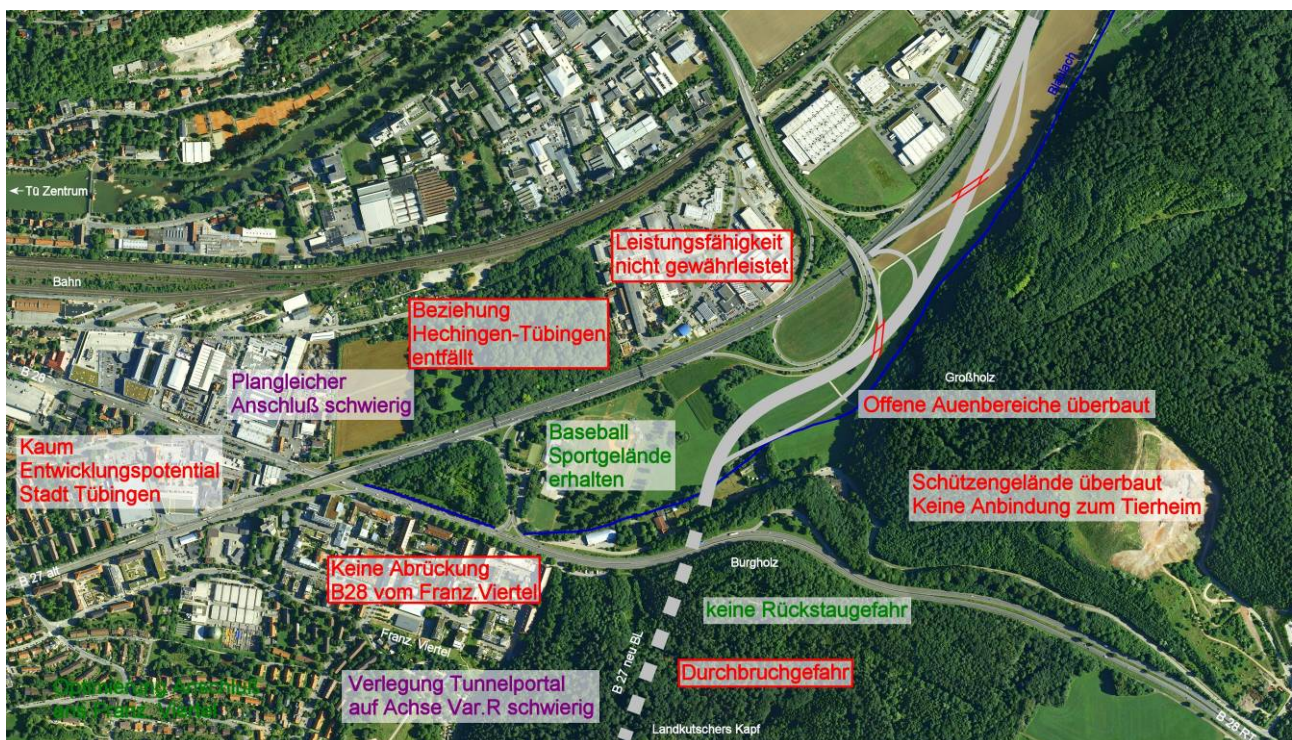 Blaulach
←Tü Zentrum
Leistungsfähigkeit
nicht gewährleistet
Bahn
Beziehung
Hechingen-Tübingen
entfällt
B 28
Plangleicher
Anschluß schwierig
Großholz
Offene Auenbereiche überbaut
Baseball
Sportgelände
erhalten
Kaum
Entwicklungspotential
Stadt Tübingen
Schützengelände überbaut
Keine Anbindung zum Tierheim
B 27 alt
Keine Abrückung
B28 vom Franz.Viertel
Burgholz
keine Rückstaugefahr
Franz. Viertel
B 27 neu BL
Durchbruchgefahr
Verlegung Tunnelportal
auf Achse Var.R schwierig
Landkutschers Kapf
B 28 RT